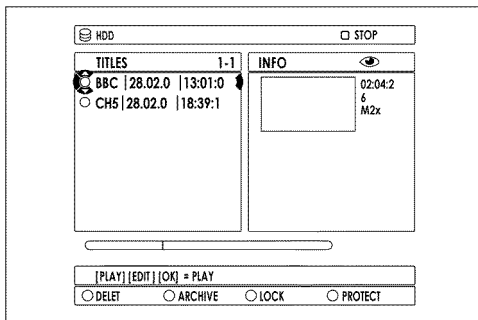 HDD STOP
TITLES 1-1 INFO
BBC |28.02.0 |13:01:0 02:04:2
CH5 |28.02.0 |18:39:1 6
M2x
[PLAY] [EDIT] [OK] = PLAY
DELET ARCHIVE LOCK PROTECT